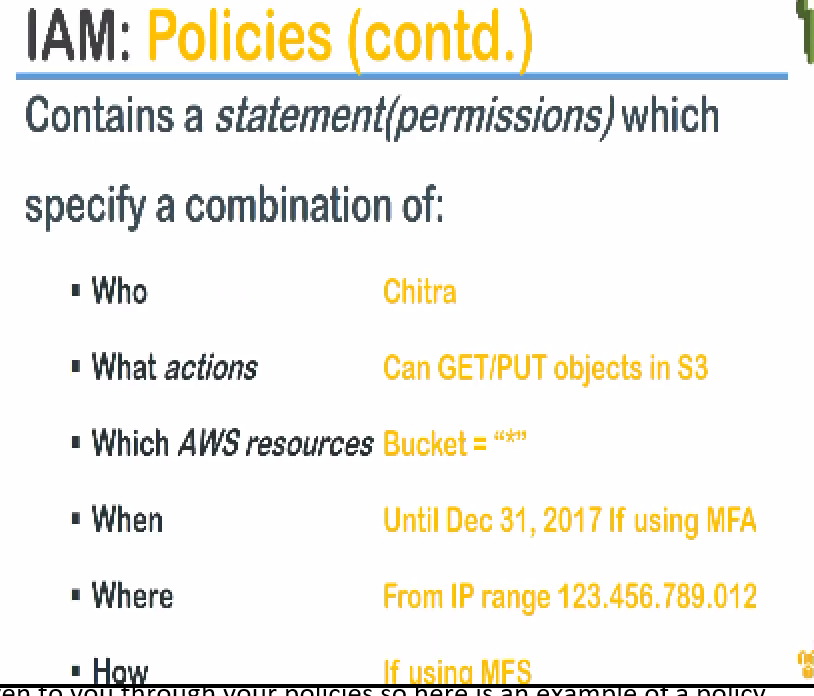 IAM: Policies (contd.)
Contains a statement(permissions) which
specify a combination of:
▪ Who Chitra
▪ What actions Can GET/PUT objects in S3
▪ Which AWS resources Bucket = “*”
▪ When Until Dec 31, 2017 If using MFA
▪ Where From IP range 123.456.789.012
▪ How If using MFS
to you through your policies so here is an example of a policy